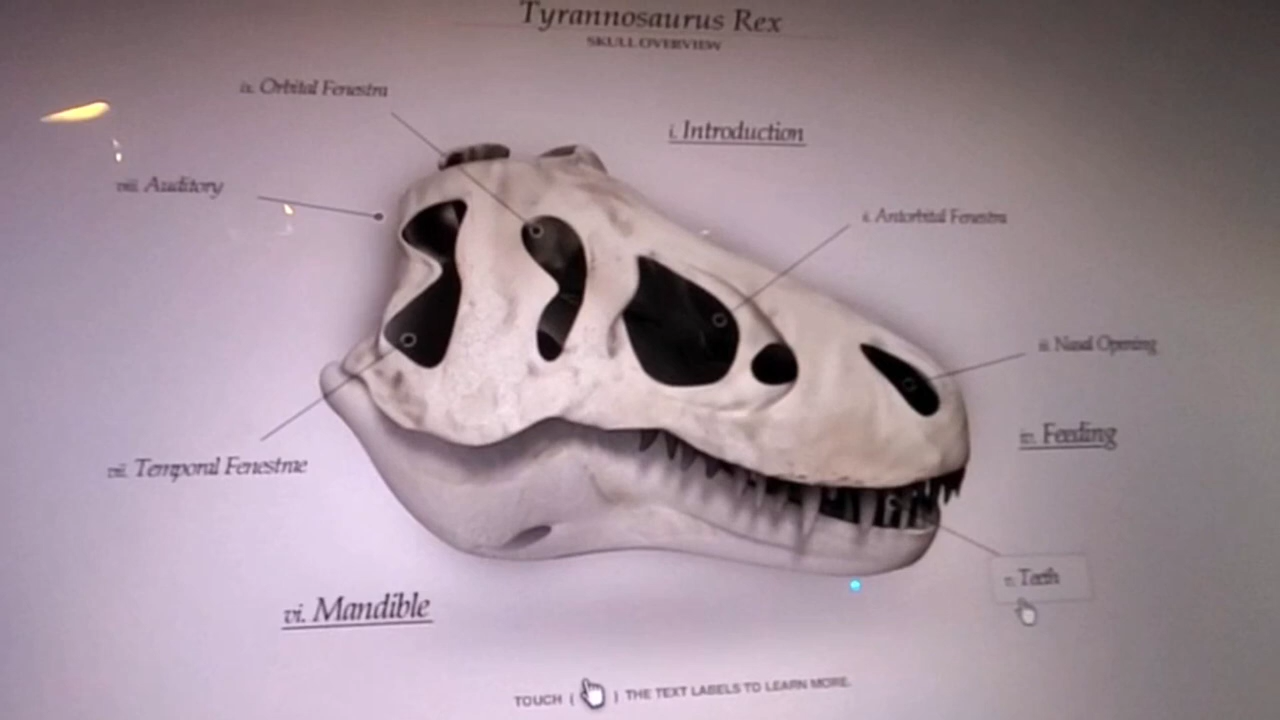 Tyrannosaurus Rex
SKULL OVERVIEW
ix. Orbital Fenestra
i. Introduction
viii. Auditory
ii. Antorbital Fenestra
iii. Nasal Opening
iv. Feeding
vii. Temporal Fenestrae
v. Teeth
vi. Mandible
TOUCH ( ) THE TEXT LABELS TO LEARN MORE.